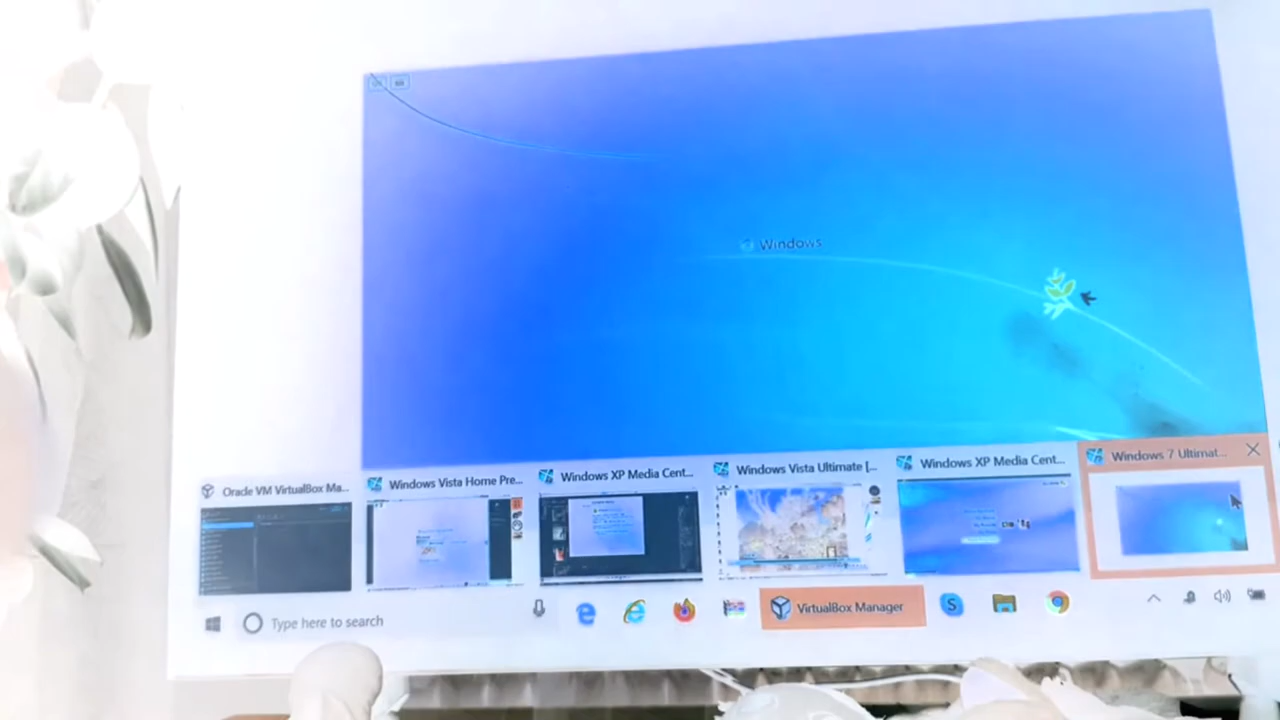 Windows
Oracle VM VirtualBox Ma...
Windows Vista Home Pre...
Windows XP Media Cent...
Windows Vista Ultimate [-...
Windows XP Media Cent...
Windows 7 Ultimat...
Type here to search
VirtualBox Manager